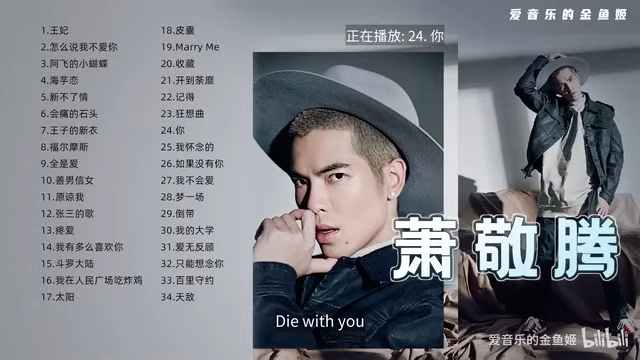 爱音乐的金鱼姬
正在播放: 24. 你
1.王妃
2.怎么说我不爱你
3.阿飞的小蝴蝶
4.海芋恋
5.新不了情
6.会痛的石头
7.王子的新衣
8.福尔摩斯
9.全是爱
10.善男信女
11.原谅我
12.张三的歌
13.疼爱
14.我有多么喜欢你
15.斗罗大陆
16.我在人民广场吃炸鸡
17.太阳
18.皮囊
19.Marry Me
20.收藏
21.开到荼靡
22.记得
23.狂想曲
24.你
25.我怀念的
26.如果没有你
27.我不会爱
28.梦一场
29.倒带
30.我的大学
31.爱无反顾
32.只能想念你
33.百里守约
34.天敌
萧敬腾
Die with you
爱音乐的金鱼姬 bilibili